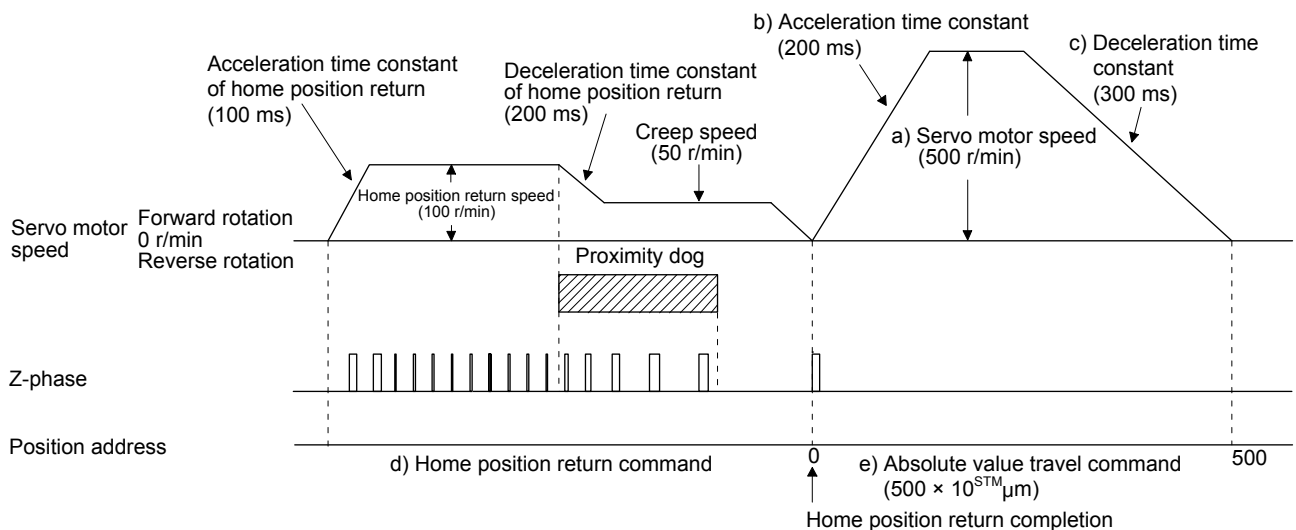 b) Acceleration time constant
(200 ms)
c) Deceleration time
constant
(300 ms)
Acceleration time constant
of home position return
(100 ms)
Deceleration time constant
of home position return
(200 ms)
Creep speed
(50 r/min)
a) Servo motor speed
(500 r/min)
Home position return speed
(100 r/min)
Servo motor
speed
Forward rotation
0 r/min
Reverse rotation
Proximity dog
Z-phase
Position address
d) Home position return command
0
e) Absolute value travel command
(500 × 10^STM μm)
500
Home position return completion